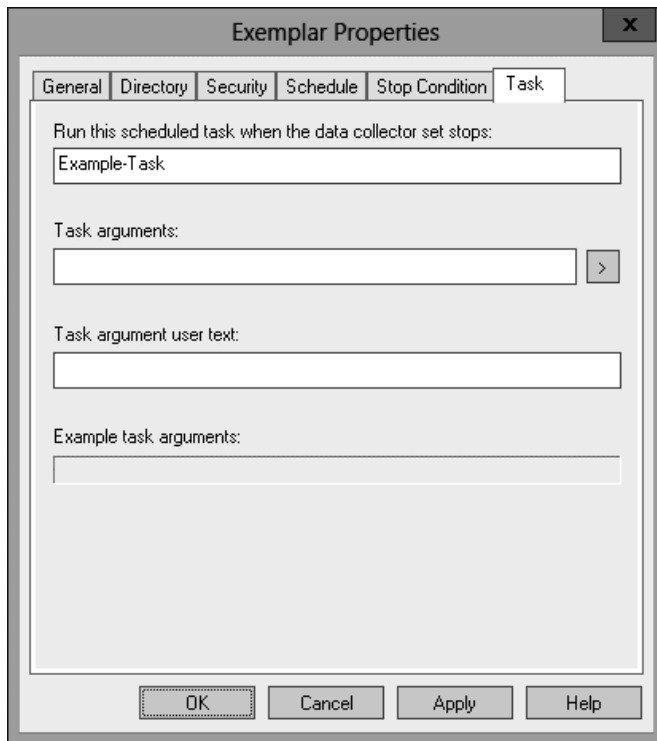 Exemplar Properties
x
General Directory Security Schedule Stop Condition Task
Run this scheduled task when the data collector set stops:
Example-Task
Task arguments:
>
Task argument user text:
Example task arguments:
OK Cancel Apply Help